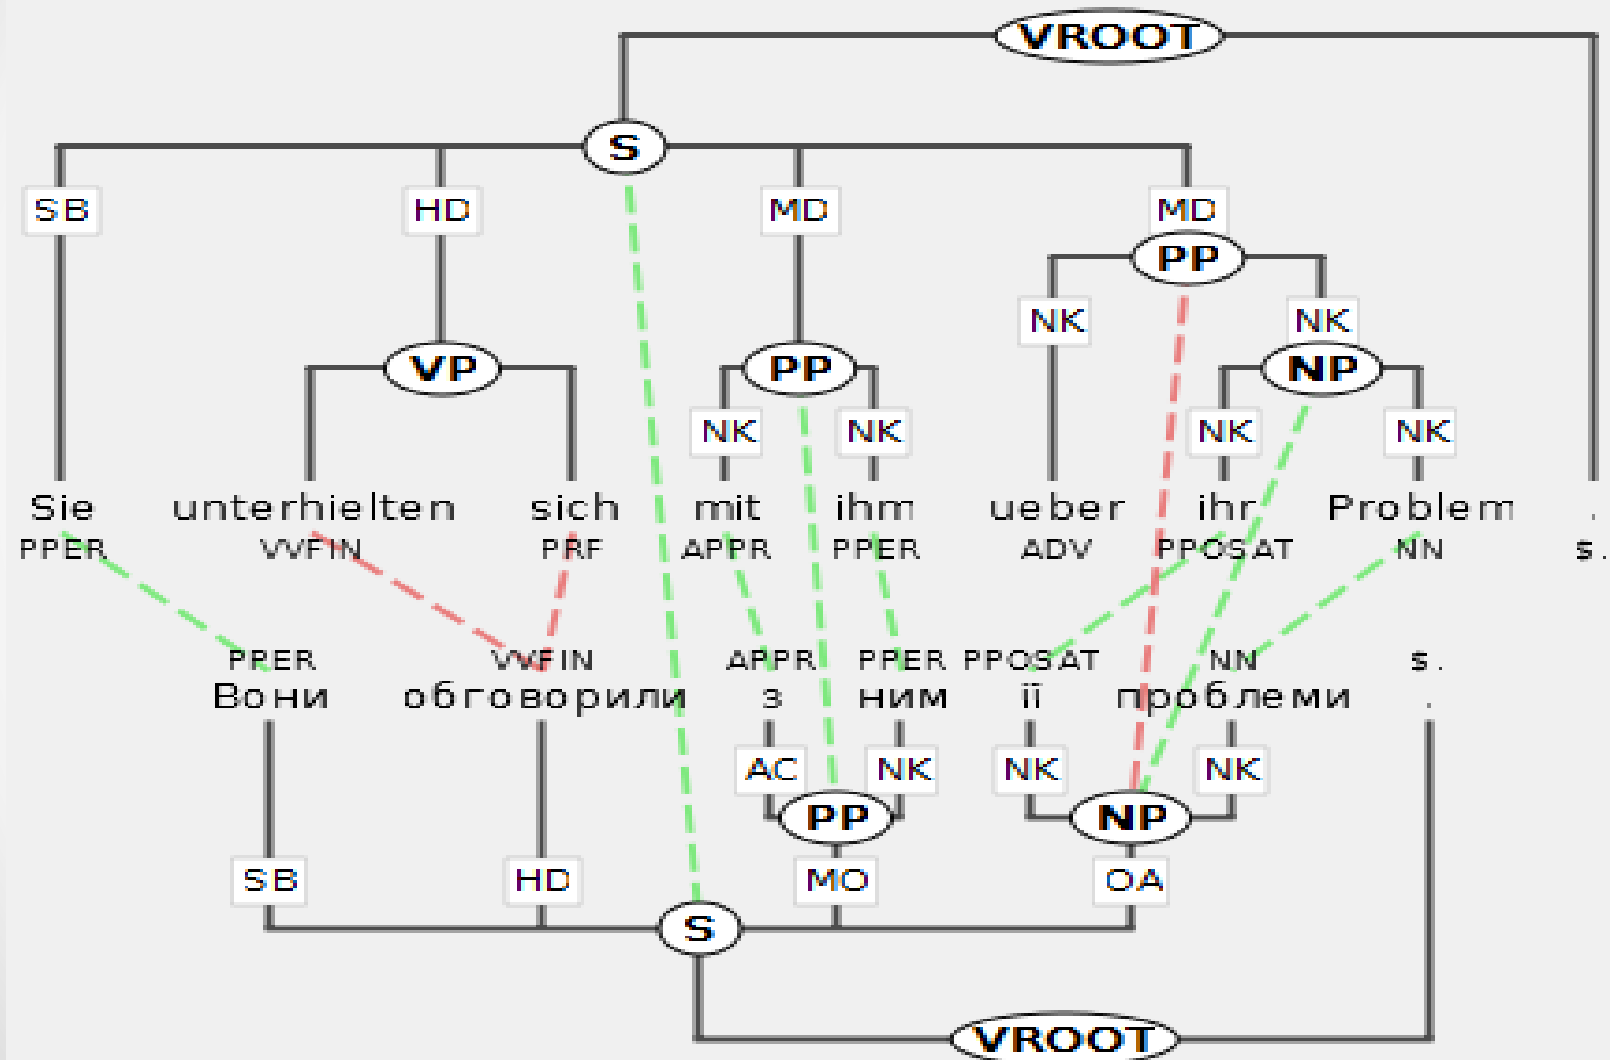 VROOT
S
SB HD MD MD
PP
NK NK
VP PP NP
NK NK NK NK
Sie unterhielten sich mit ihm ueber ihr Problem .
PPER VVFIN PRF APPR PPER ADV PPOSAT NN $.
PPER VVFIN APPR PPER PPOSAT NN $.
Вони обговорили з ним її проблеми .
AC NK NK NK
PP NP
SB HD MO OA
S
VROOT